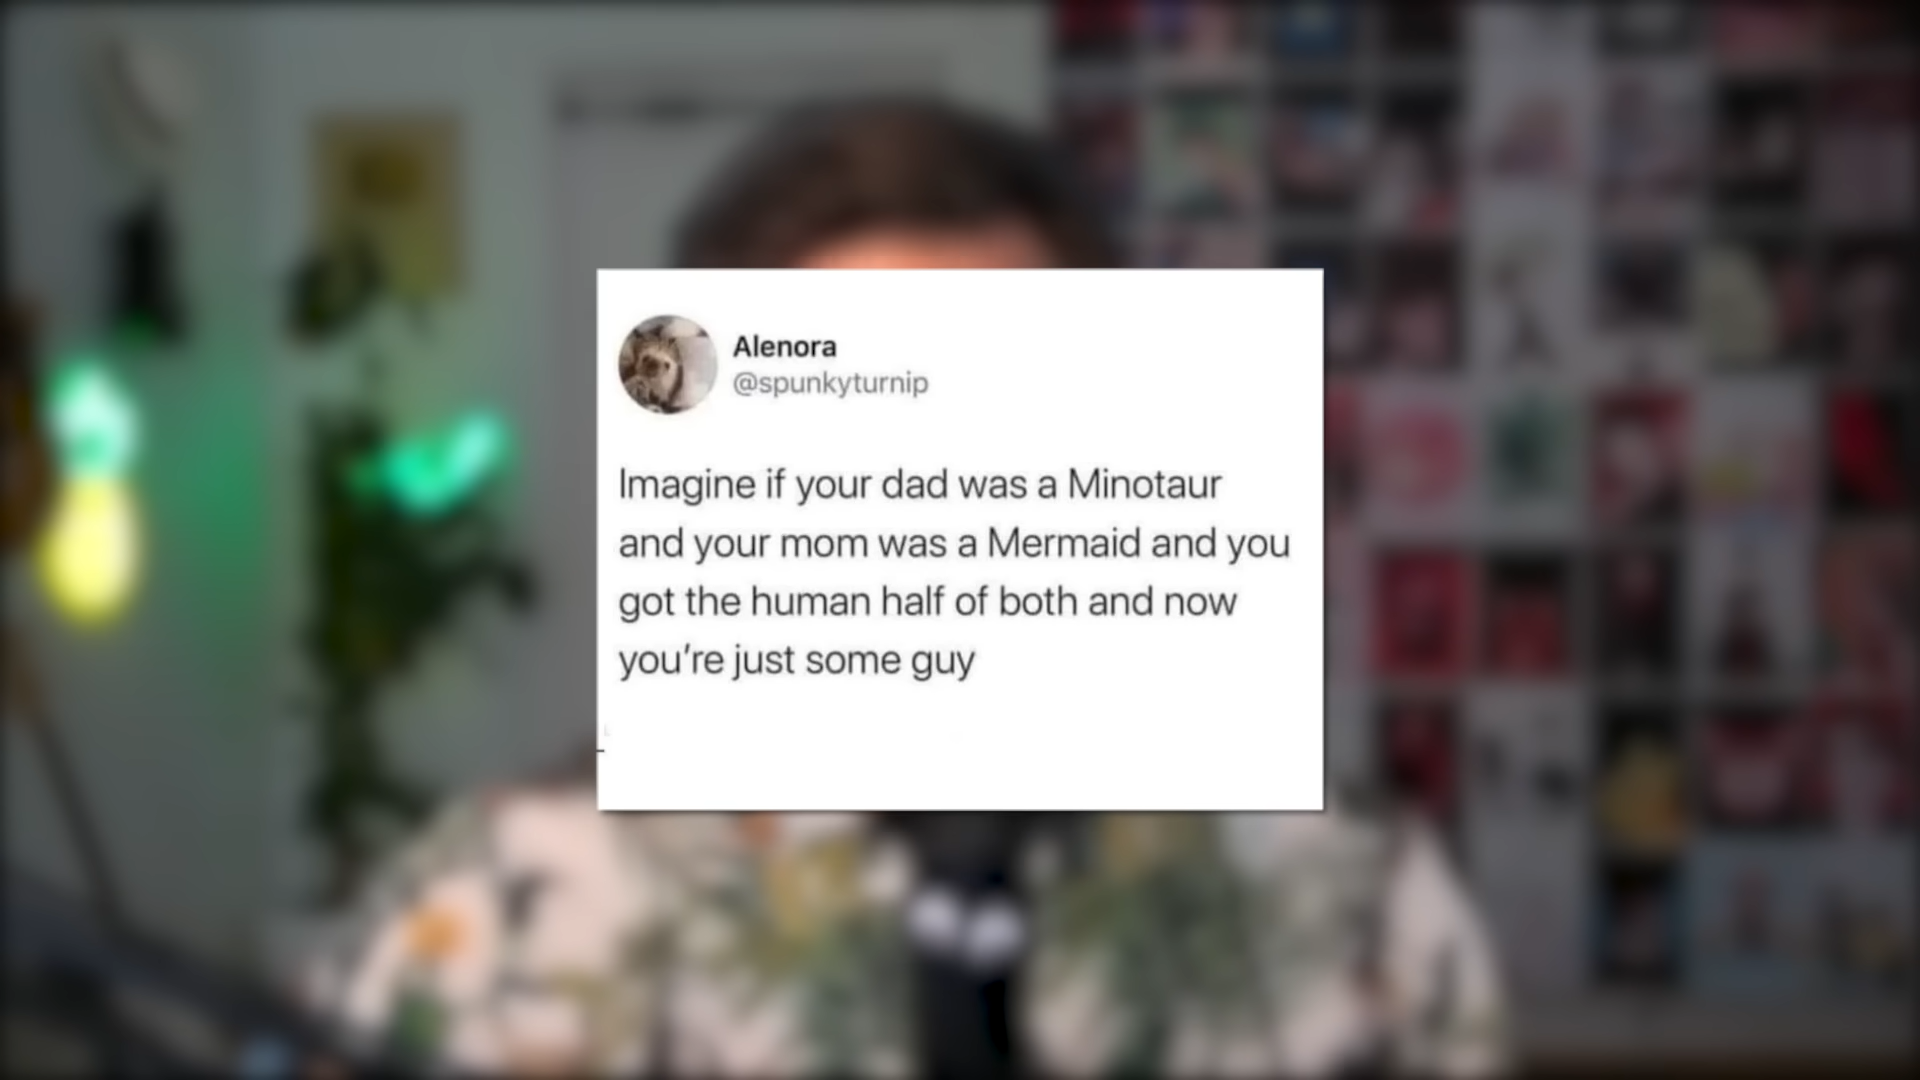 Alenora
@spunkyturnip
Imagine if your dad was a Minotaur
and your mom was a Mermaid and you
got the human half of both and now
you’re just some guy